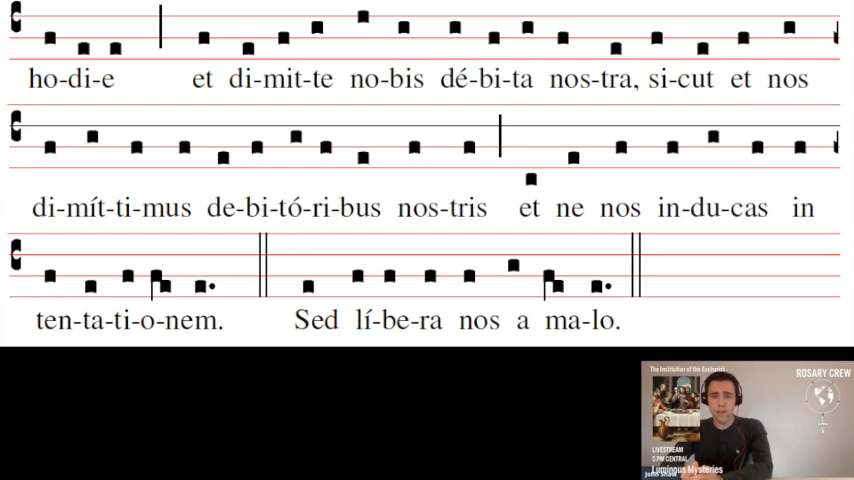 ho-di-e et di-mit-te no-bis dé-bi-ta nos-tra, si-cut et nos
di-mít-ti-mus de-bi-tó-ri-bus nos-tris et ne nos in-du-cas in
ten-ta-ti-o-nem. Sed lí-be-ra nos a ma-lo.
The Institution of the Eucharist
ROSARY CREW
LIVESTREAM
5 PM CENTRAL
Luminous Mysteries
John